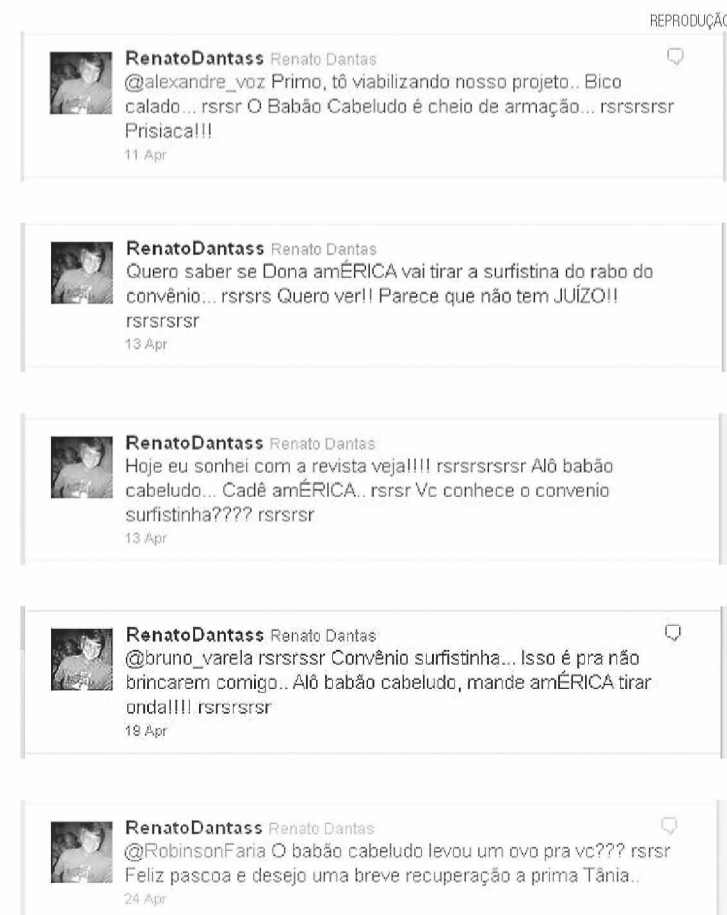 REPRODUÇÃO
RenatoDantass Renato Dantas
@alexandre_voz Primo, tô viabilizando nosso projeto.. Bico
calado... rsrsr O Babão Cabeludo é cheio de armação... rsrsrsrsr
Prisiaca!!!
11 Apr
RenatoDantass Renato Dantas
Quero saber se Dona amÉRICA vai tirar a surfistina do rabo do
convênio... rsrsrs Quero ver!! Parece que não tem JUÍZO!!
rsrsrsrsr
13 Apr
RenatoDantass Renato Dantas
Hoje eu sonhei com a revista veja!!!! rsrsrsrsrsr Alô babão
cabeludo... Cadê amÉRICA.. rsrsr Vc conhece o convenio
surfistinha???? rsrsrsr
13 Apr
RenatoDantass Renato Dantas
@bruno_varela rsrsrssr Convênio surfistinha... Isso é pra não
brincarem comigo.. Alô babão cabeludo, mande amÉRICA tirar
onda!!!! rsrsrsrsr
19 Apr
RenatoDantass Renato Dantas
@RobinsonFaria O babão cabeludo levou um ovo pra vc??? rsrsr
Feliz pascoa e desejo uma breve recuperação a prima Tânia..
24 Apr